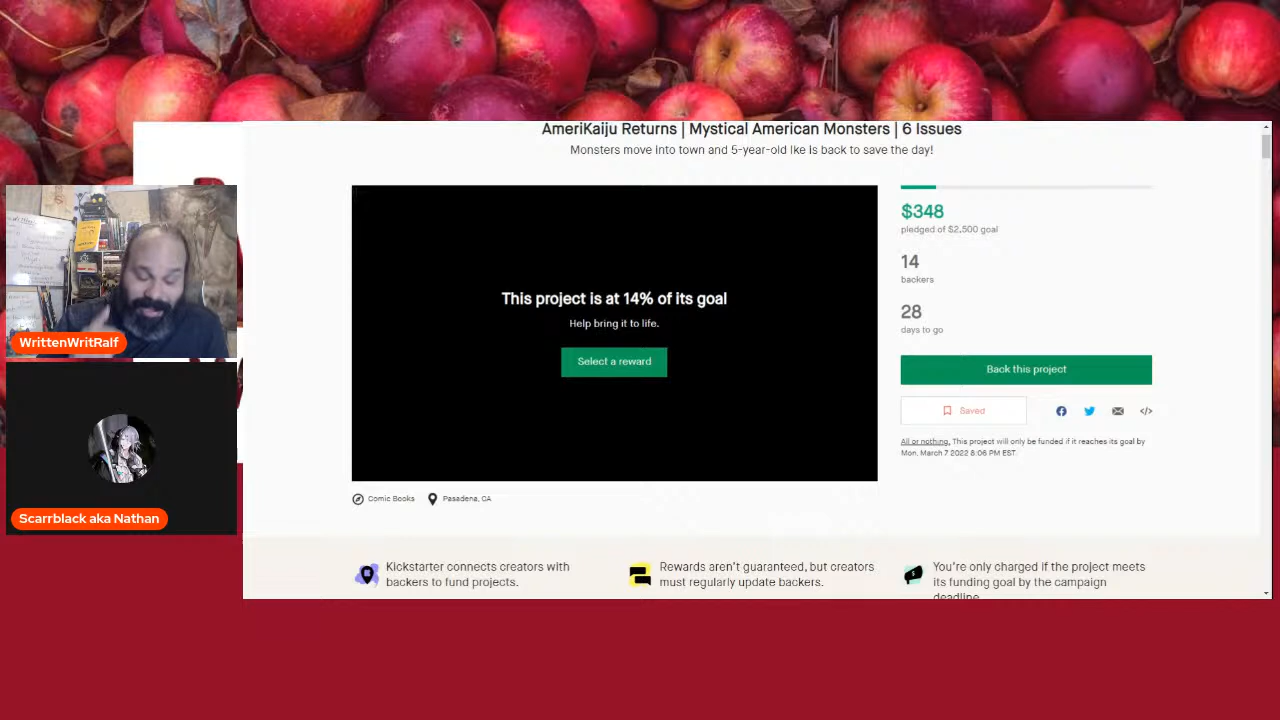 AmeriKaiju Returns | Mystical American Monsters | 6 Issues
Monsters move into town and 5-year-old Ike is back to save the day!
This project is at 14% of its goal
Help bring it to life.
Select a reward
$348
pledged of $2,500 goal
14
backers
28
days to go
Back this project
Saved
All or nothing. This project will only be funded if it reaches its goal by
Mon, March 7 2022 8:06 PM EST.
Comic Books
Pasadena, CA
Kickstarter connects creators with
backers to fund projects.
Rewards aren't guaranteed, but creators
must regularly update backers.
You're only charged if the project meets
its funding goal by the campaign
deadline.
WrittenWritRalf
Scarrblack aka Nathan